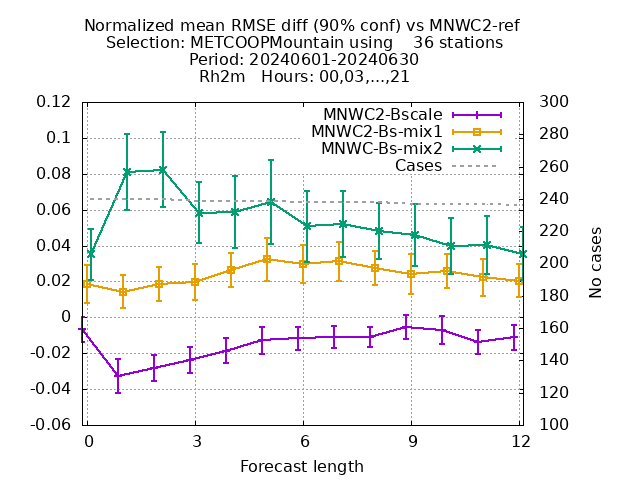 Normalized mean RMSE diff (90% conf) vs MNWC2-ref
Selection: METCOOPMountain using    36 stations
Period: 20240601-20240630
Rh2m   Hours: 00,03,...,21
0.12
0.1
0.08
0.06
0.04
0.02
0
-0.02
-0.04
-0.06
MNWC2-Bscale
MNWC2-Bs-mix1
MNWC-Bs-mix2
Cases
300
280
260
240
220
200
180
160
140
120
100
No cases
0 3 6 9 12
Forecast length